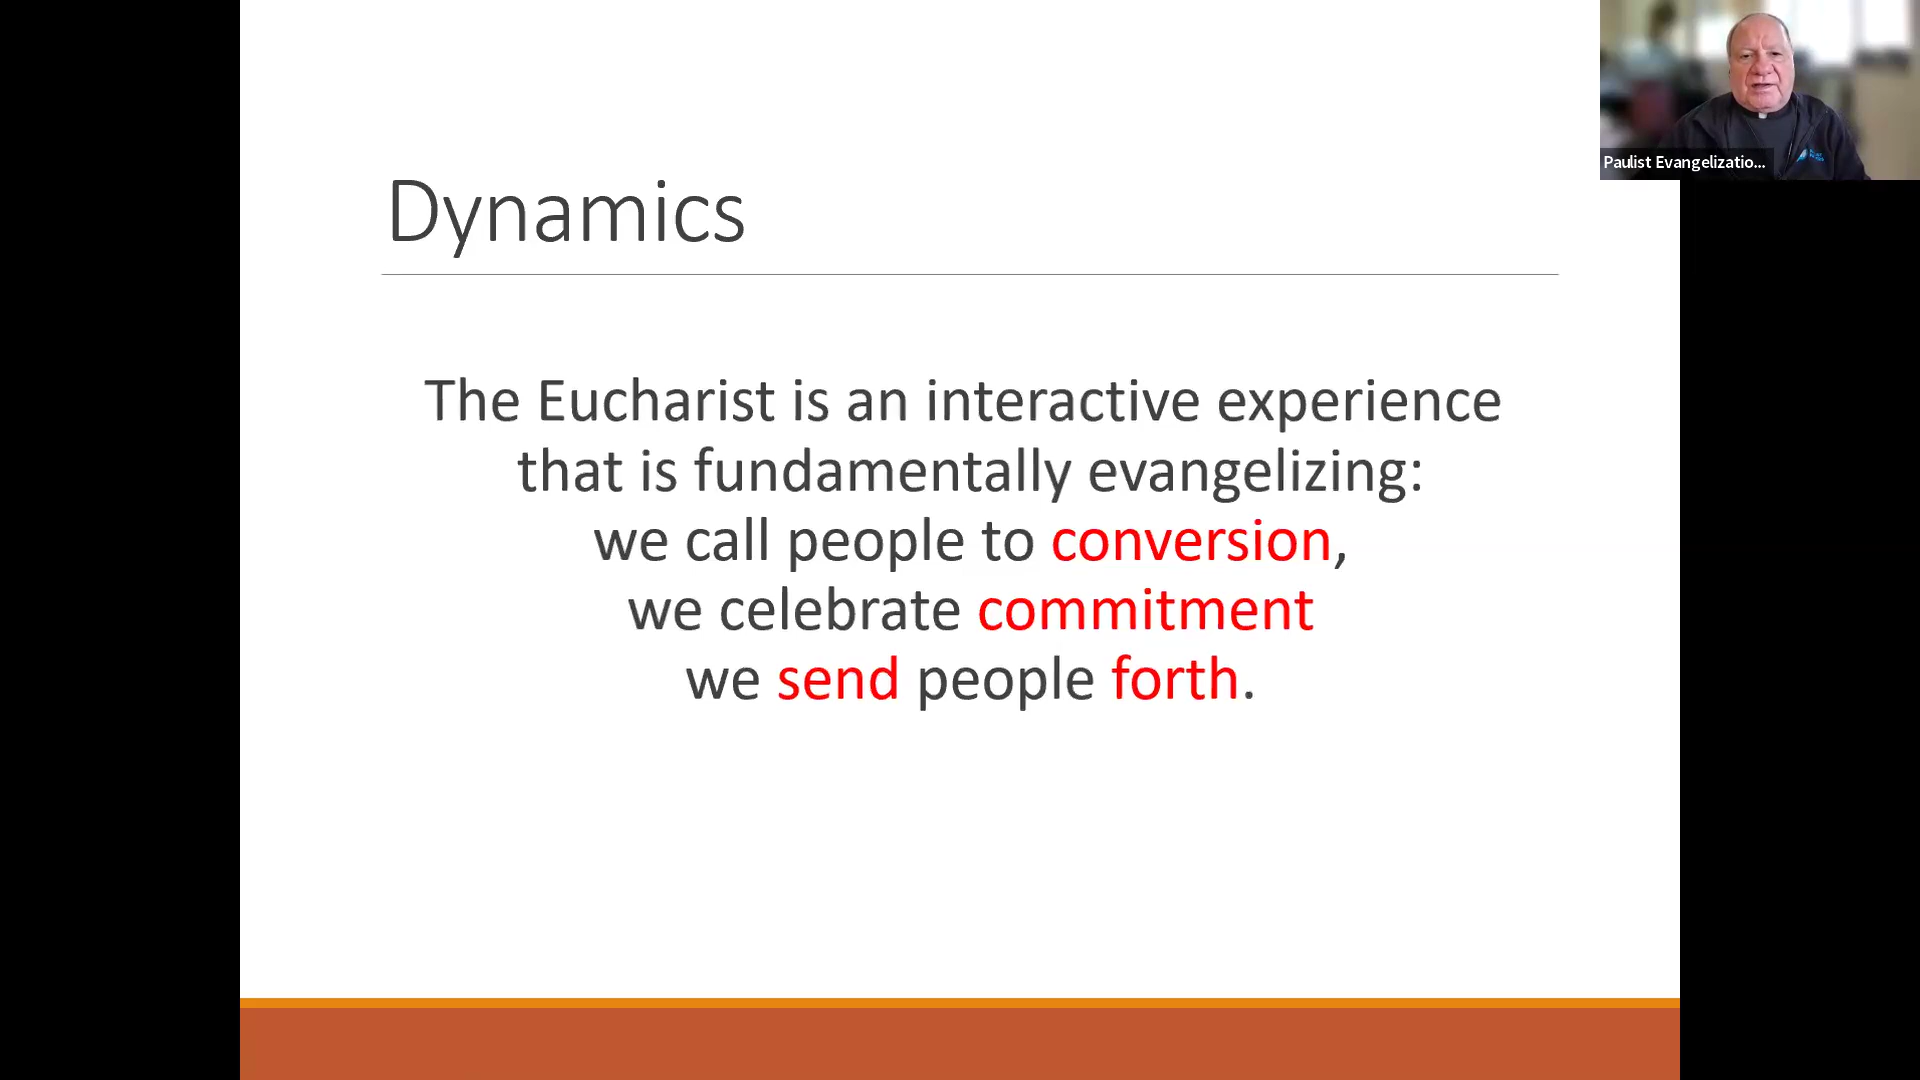 Paulist Evangelizatio...
Dynamics
The Eucharist is an interactive experience
that is fundamentally evangelizing:
we call people to conversion,
we celebrate commitment
we send people forth.